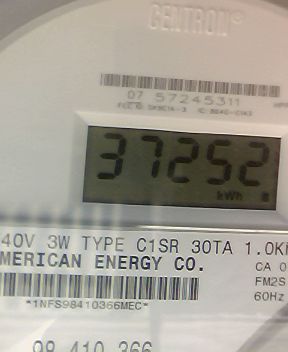 CENTRON®
07 57245311
37252
kWh
40V 3W TYPE C1SR 30TA 1.0K
MERICAN ENERGY CO.
CA 0
FM2S
60Hz
*1NFS98410366MEC*
98 410 366